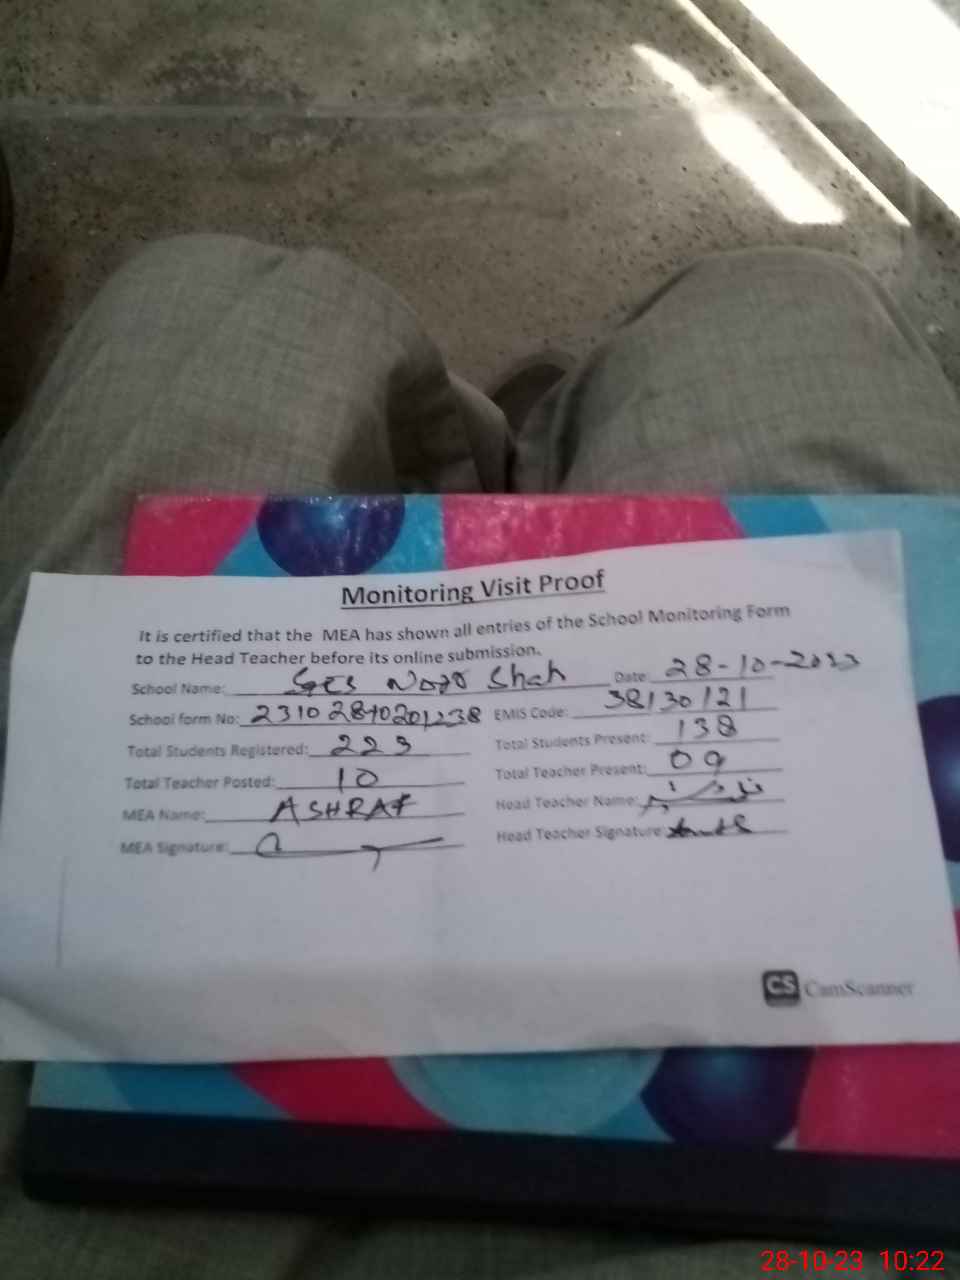 Monitoring Visit Proof
It is certified that the MEA has shown all entries of the School Monitoring Form
to the Head Teacher before its online submission.
School Name: Shah Date: 28-10-2023
School form No: EMIS Code: 38130121
Total Students Registered: 223 Total Students Present: 138
Total Teacher Posted: 10 Total Teacher Present: 09
MEA Name: ASHRAF Head Teacher Name:
MEA Signature: Head Teacher Signature:
CS CamScanner
28-10-23 10:22